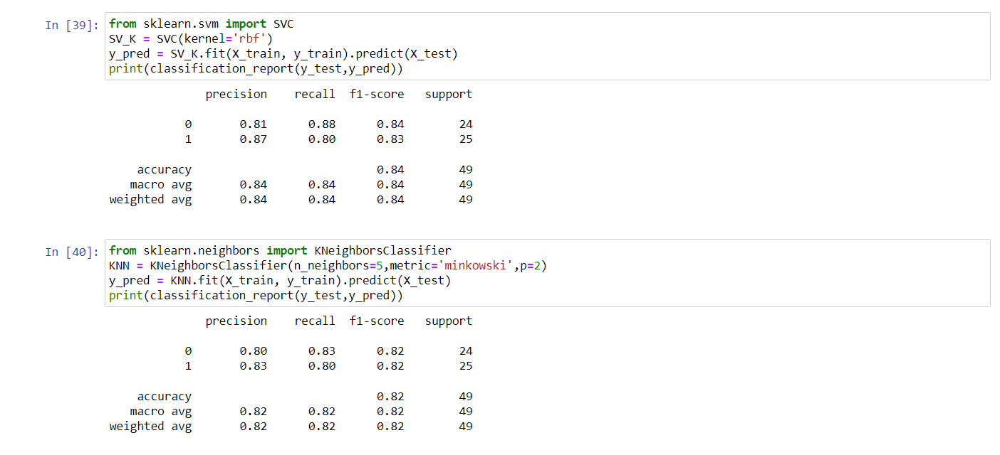 In [39]: from sklearn.svm import SVC
SV_K = SVC(kernel='rbf')
y_pred = SV_K.fit(X_train, y_train).predict(X_test)
print(classification_report(y_test,y_pred))
precision recall f1-score support
0 0.81 0.88 0.84 24
1 0.87 0.80 0.83 25
accuracy 0.84 49
macro avg 0.84 0.84 0.84 49
weighted avg 0.84 0.84 0.84 49
In [40]: from sklearn.neighbors import KNeighborsClassifier
KNN = KNeighborsClassifier(n_neighbors=5,metric='minkowski',p=2)
y_pred = KNN.fit(X_train, y_train).predict(X_test)
print(classification_report(y_test,y_pred))
precision recall f1-score support
0 0.80 0.83 0.82 24
1 0.83 0.80 0.82 25
accuracy 0.82 49
macro avg 0.82 0.82 0.82 49
weighted avg 0.82 0.82 0.82 49